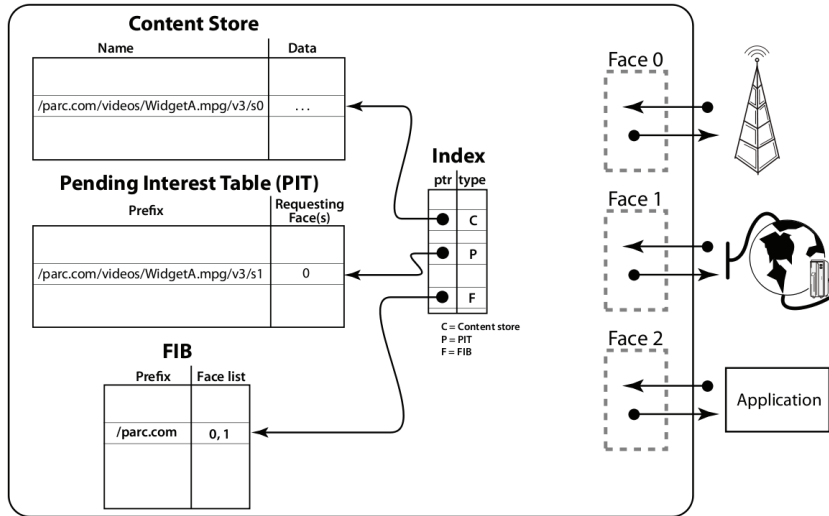 Content Store
Name Data
/parc.com/videos/WidgetA.mpg/v3/s0 ...
Pending Interest Table (PIT)
Prefix Requesting
Face(s)
/parc.com/videos/WidgetA.mpg/v3/s1 0
FIB
Prefix Face list
/parc.com 0, 1
Index
ptr type
C
P
F
C = Content store
P = PIT
F = FIB
Face 0
Face 1
Face 2
Application